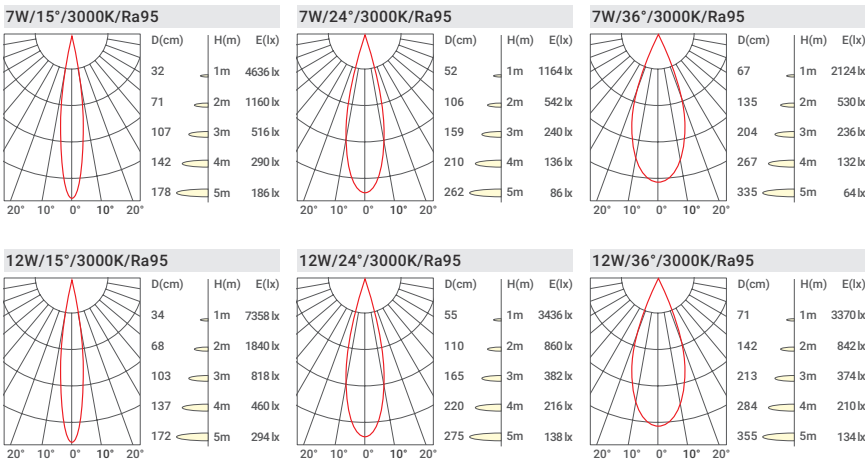 7W/15°/3000K/Ra95
D(cm) H(m) E(lx)
32 1m 4636 lx
71 2m 1160 lx
107 3m 516 lx
142 4m 290 lx
178 5m 186 lx
20° 10° 0° 10° 20°
7W/24°/3000K/Ra95
D(cm) H(m) E(lx)
52 1m 1164 lx
106 2m 542 lx
159 3m 240 lx
210 4m 136 lx
262 5m 86 lx
20° 10° 0° 10° 20°
7W/36°/3000K/Ra95
D(cm) H(m) E(lx)
67 1m 2124 lx
135 2m 530 lx
204 3m 236 lx
267 4m 132 lx
335 5m 64 lx
20° 10° 0° 10° 20°
12W/15°/3000K/Ra95
D(cm) H(m) E(lx)
34 1m 7358 lx
68 2m 1840 lx
103 3m 818 lx
137 4m 460 lx
172 5m 294 lx
20° 10° 0° 10° 20°
12W/24°/3000K/Ra95
D(cm) H(m) E(lx)
55 1m 3436 lx
110 2m 860 lx
165 3m 382 lx
220 4m 216 lx
275 5m 138 lx
20° 10° 0° 10° 20°
12W/36°/3000K/Ra95
D(cm) H(m) E(lx)
71 1m 3370 lx
142 2m 842 lx
213 3m 374 lx
284 4m 210 lx
355 5m 134 lx
20° 10° 0° 10° 20°